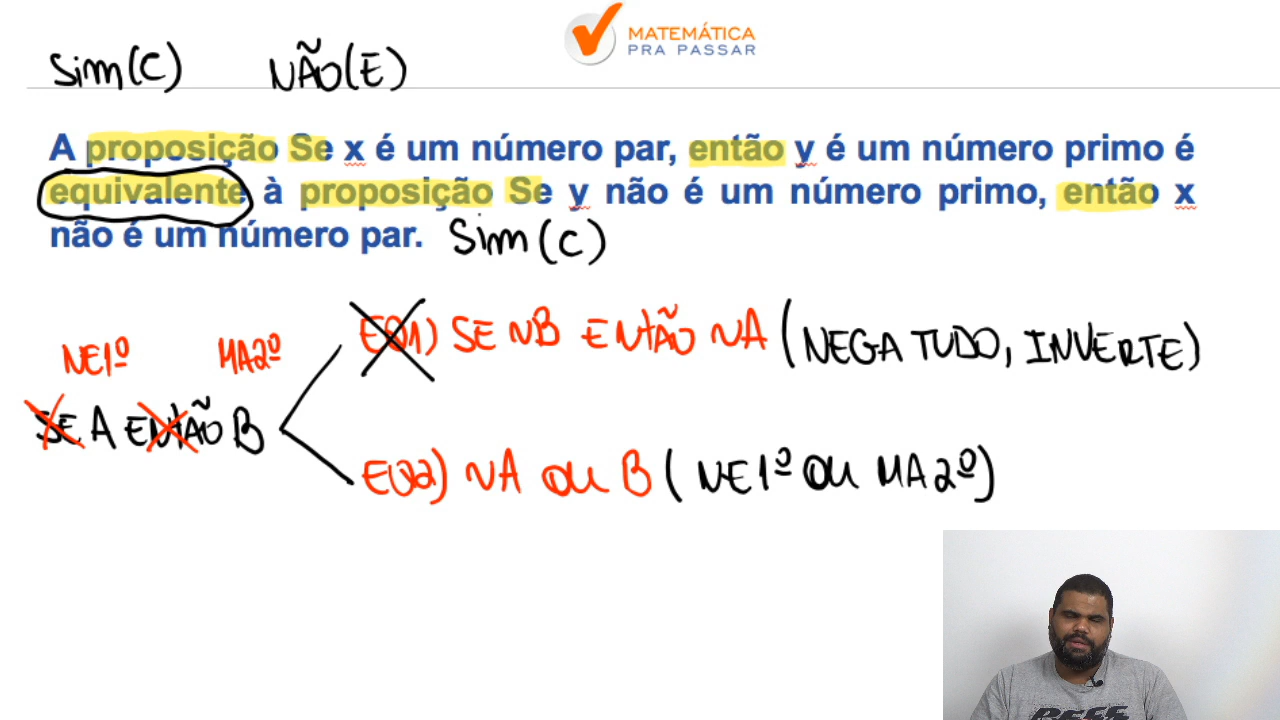 MATEMÁTICA
PRA PASSAR
Sim(C) NÃO(E)
A proposição Se x é um número par, então y é um número primo é
equivalente à proposição Se y não é um número primo, então x
não é um número par. Sim(C)
EQ1) SE NB ENTÃO NA (NEGA TUDO, INVERTE)
NE1º MA2º
SE A ENTÃO B
EQ2) NA OU B (NE1º OU MA2º)